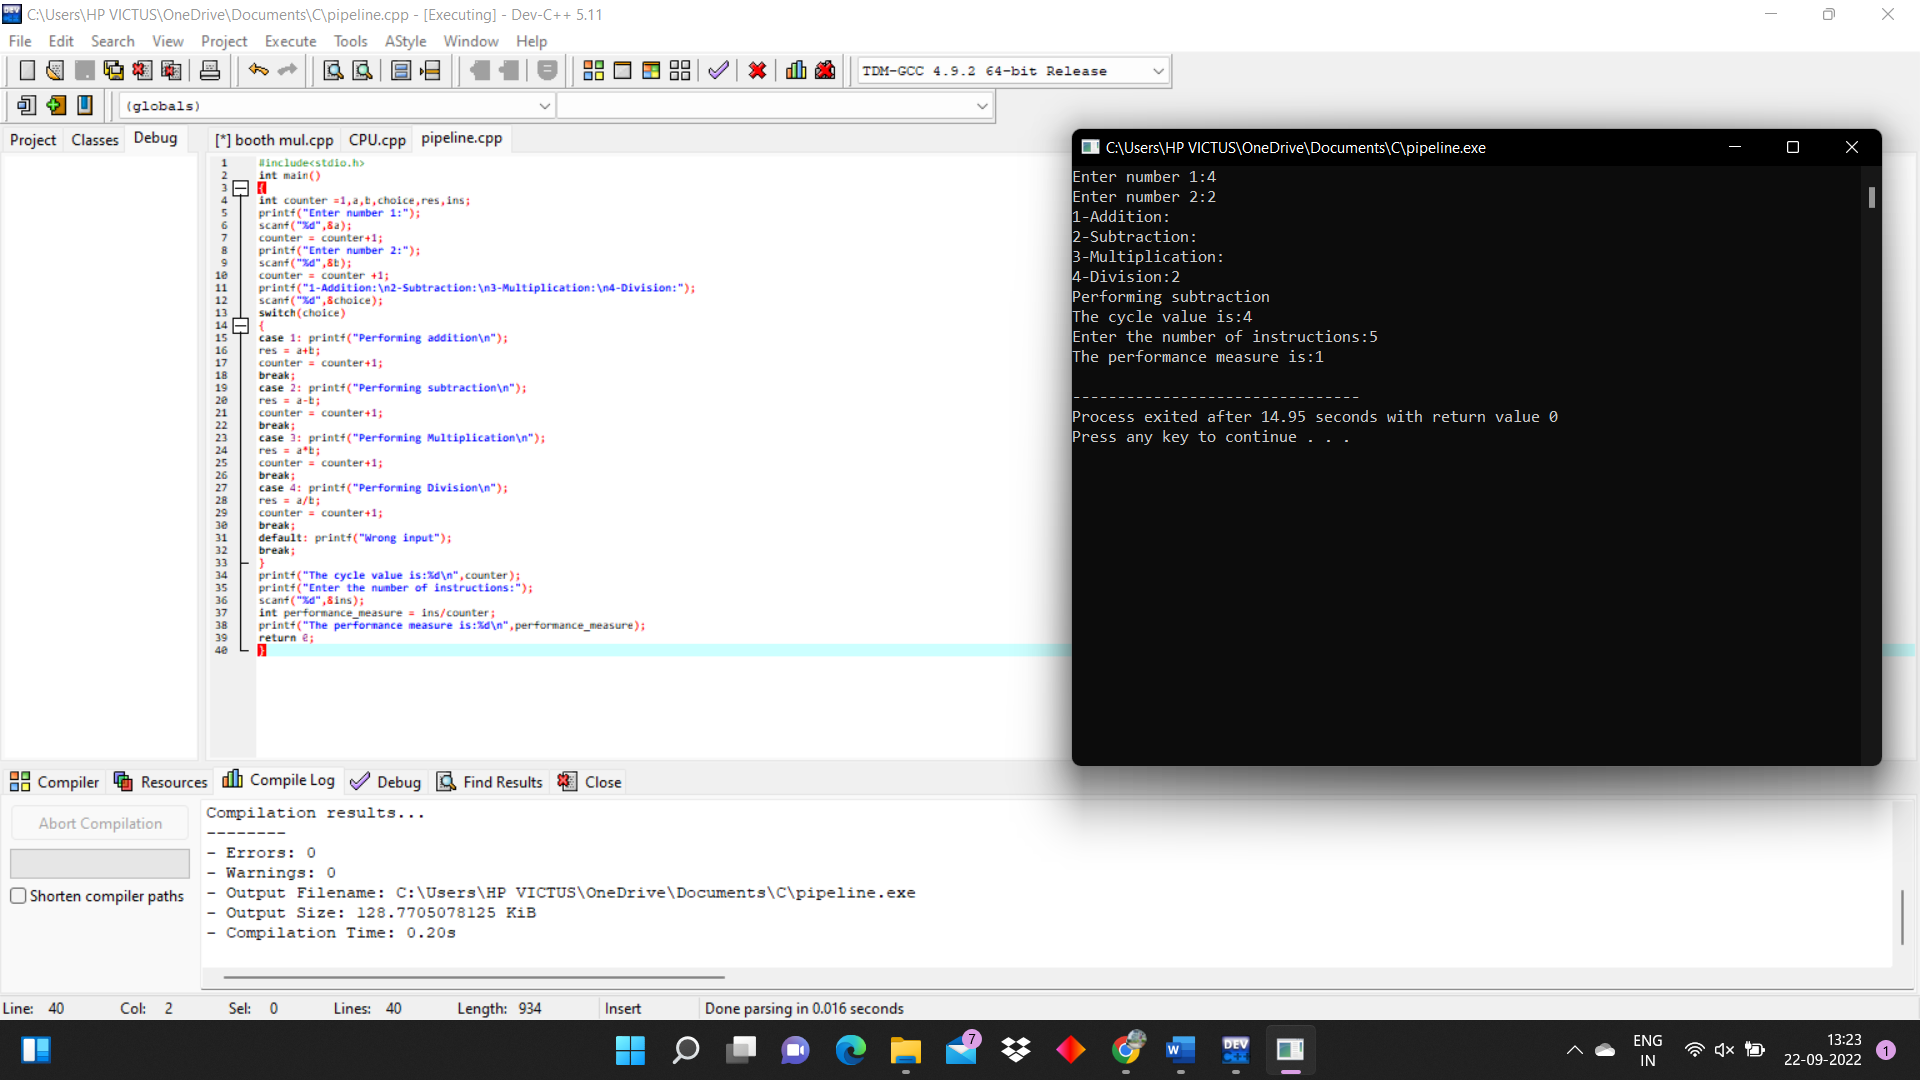 C:\Users\HP VICTUS\OneDrive\Documents\C\pipeline.cpp - [Executing] - Dev-C++ 5.11
File Edit Search View Project Execute Tools AStyle Window Help
TDM-GCC 4.9.2 64-bit Release
(globals)
Project Classes Debug
[*] booth mul.cpp CPU.cpp pipeline.cpp
1 #include<stdio.h>
2 int main()
3 {
4 int counter =1,a,b,choice,res,ins;
5 printf("Enter number 1:");
6 scanf("%d",&a);
7 counter = counter+1;
8 printf("Enter number 2:");
9 scanf("%d",&b);
10 counter = counter +1;
11 printf("1-Addition:\n2-Subtraction:\n3-Multiplication:\n4-Division:");
12 scanf("%d",&choice);
13 switch(choice)
14 {
15 case 1: printf("Performing addition\n");
16 res = a+b;
17 counter = counter+1;
18 break;
19 case 2: printf("Performing subtraction\n");
20 res = a-b;
21 counter = counter+1;
22 break;
23 case 3: printf("Performing Multiplication\n");
24 res = a*b;
25 counter = counter+1;
26 break;
27 case 4: printf("Performing Division\n");
28 res = a/b;
29 counter = counter+1;
30 break;
31 default: printf("Wrong input");
32 break;
33 }
34 printf("The cycle value is:%d\n",counter);
35 printf("Enter the number of instructions:");
36 scanf("%d",&ins);
37 int performance_measure = ins/counter;
38 printf("The performance measure is:%d\n",performance_measure);
39 return 0;
40 }
C:\Users\HP VICTUS\OneDrive\Documents\C\pipeline.exe
Enter number 1:4
Enter number 2:2
1-Addition:
2-Subtraction:
3-Multiplication:
4-Division:2
Performing subtraction
The cycle value is:4
Enter the number of instructions:5
The performance measure is:1
--------------------------------
Process exited after 14.95 seconds with return value 0
Press any key to continue . . .
Compiler Resources Compile Log Debug Find Results Close
Abort Compilation
Shorten compiler paths
Compilation results...
--------
- Errors: 0
- Warnings: 0
- Output Filename: C:\Users\HP VICTUS\OneDrive\Documents\C\pipeline.exe
- Output Size: 128.7705078125 KiB
- Compilation Time: 0.20s
Line: 40 Col: 2 Sel: 0 Lines: 40 Length: 934 Insert Done parsing in 0.016 seconds
7
W
DEV C++
ENG
IN
13:23
22-09-2022
1